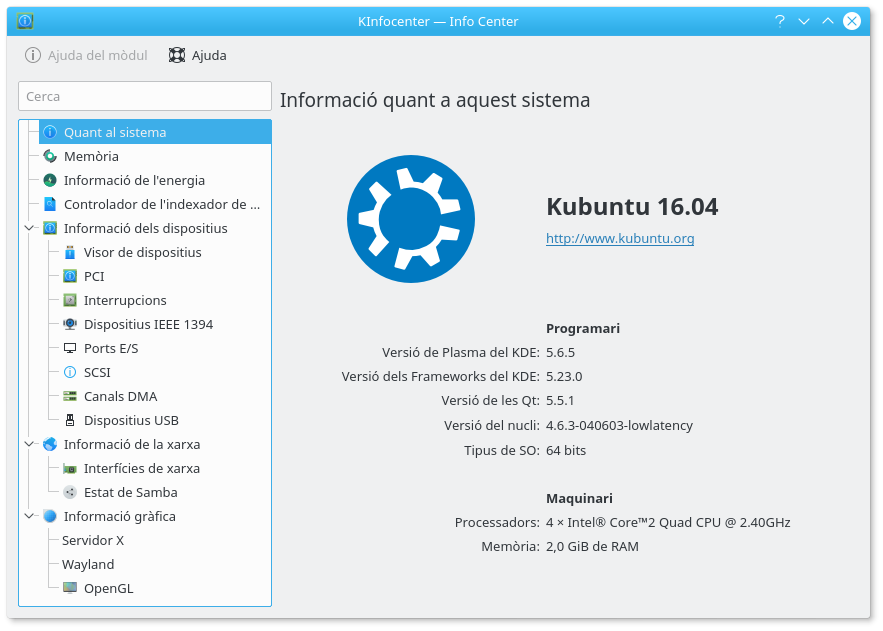 KInfocenter — Info Center
Ajuda del mòdul
Ajuda
Cerca
Quant al sistema
Memòria
Informació de l'energia
Controlador de l'indexador de ...
Informació dels dispositius
Visor de dispositius
PCI
Interrupcions
Dispositius IEEE 1394
Ports E/S
SCSI
Canals DMA
Dispositius USB
Informació de la xarxa
Interfícies de xarxa
Estat de Samba
Informació gràfica
Servidor X
Wayland
OpenGL
Informació quant a aquest sistema
Kubuntu 16.04
http://www.kubuntu.org
Programari
Versió de Plasma del KDE: 5.6.5
Versió dels Frameworks del KDE: 5.23.0
Versió de les Qt: 5.5.1
Versió del nucli: 4.6.3-040603-lowlatency
Tipus de SO: 64 bits
Maquinari
Processadors: 4 × Intel® Core™2 Quad CPU @ 2.40GHz
Memòria: 2,0 GiB de RAM